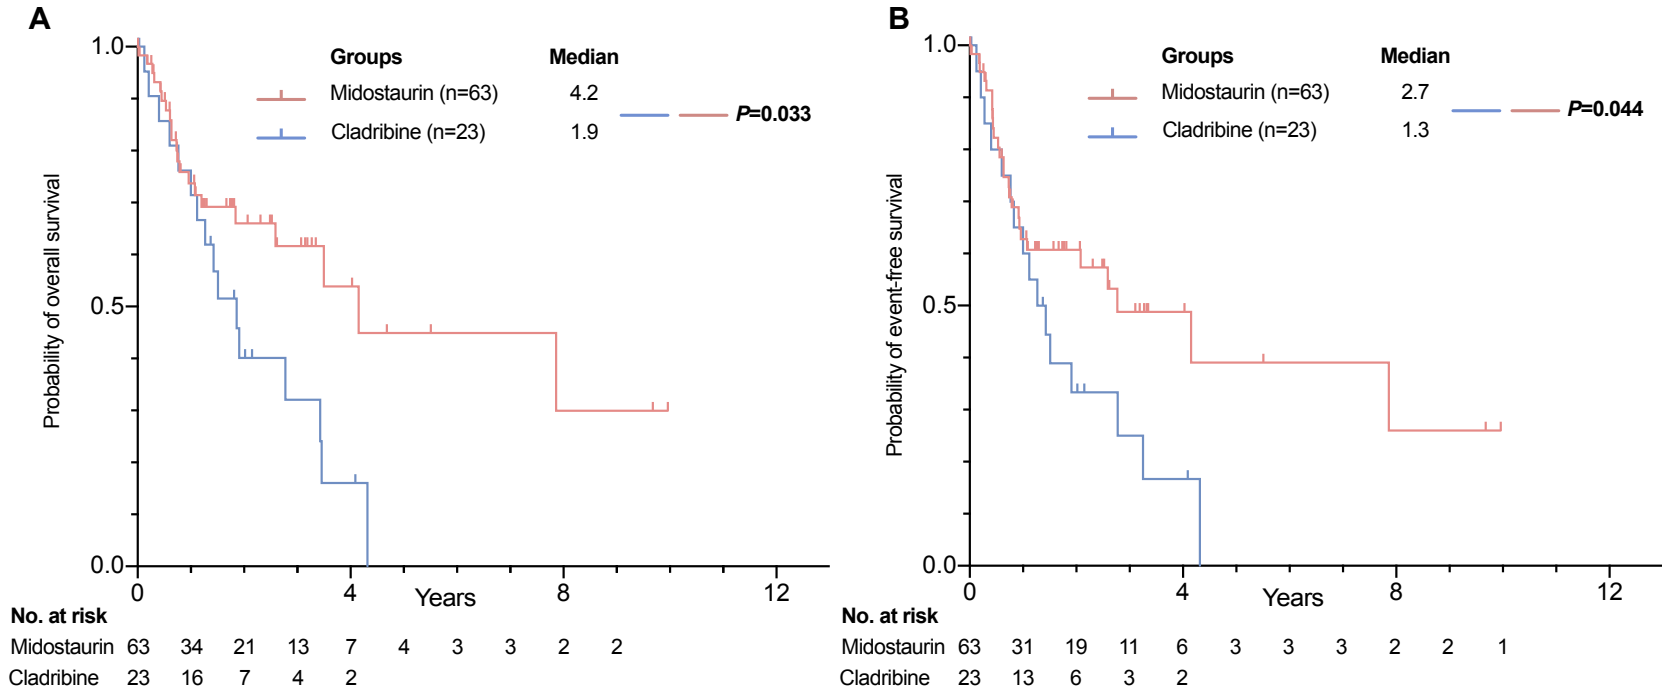 A
Probability of overall survival
Groups Median
Midostaurin (n=63) 4.2
Cladribine (n=23) 1.9
P=0.033
1.0
0.5
0.0
0 4 8 12
Years
No. at risk
Midostaurin 63 34 21 13 7 4 3 3 2 2
Cladribine 23 16 7 4 2
B
Probability of event-free survival
Groups Median
Midostaurin (n=63) 2.7
Cladribine (n=23) 1.3
P=0.044
1.0
0.5
0.0
0 4 8 12
Years
No. at risk
Midostaurin 63 31 19 11 6 3 3 3 2 2 1
Cladribine 23 13 6 3 2